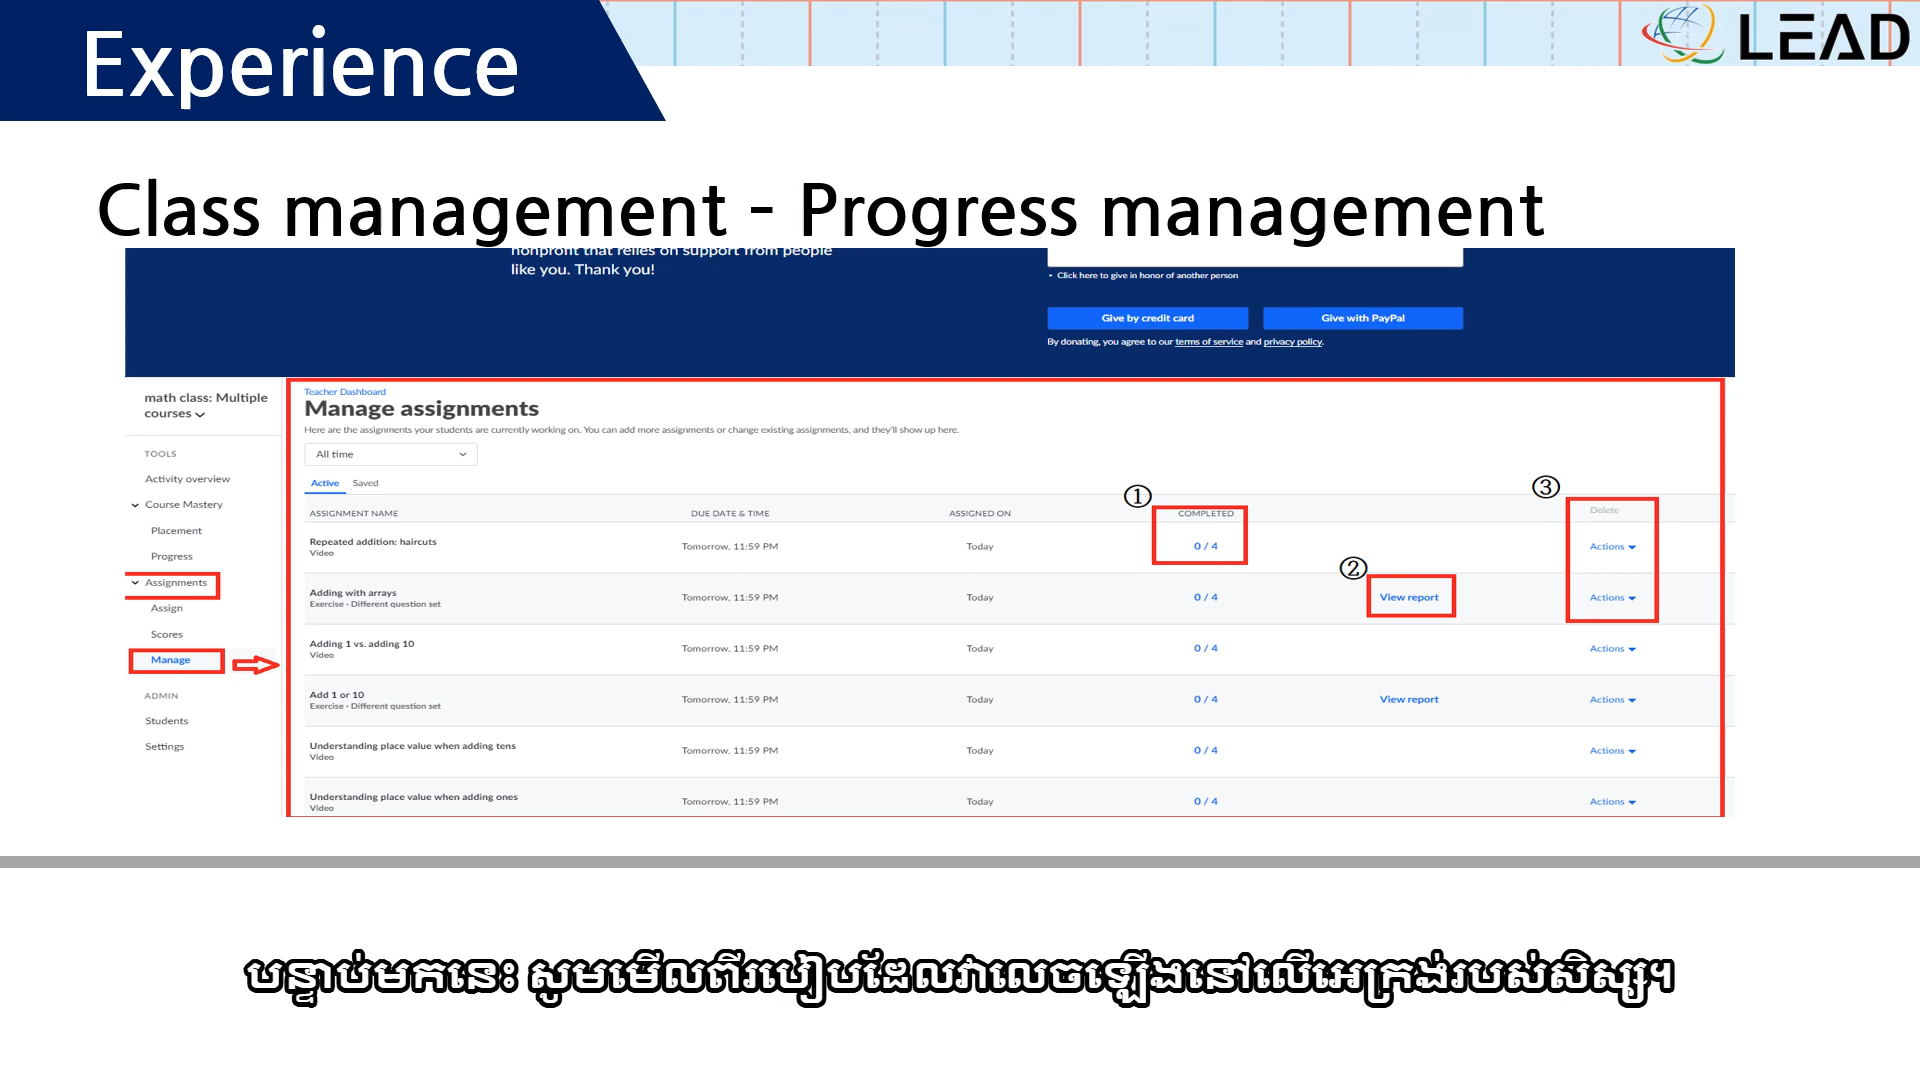 Experience
LEAD
Class management - Progress management
nonprofit that relies on support from people
like you. Thank you!
Click here to give in honor of another person
Give by credit card Give with PayPal
By donating, you agree to our terms of service and privacy policy.
math class: Multiple
courses
TOOLS
Activity overview
Course Mastery
Placement
Progress
Assignments
Assign
Scores
Manage
ADMIN
Students
Settings
Teacher Dashboard
Manage assignments
Here are the assignments your students are currently working on. You can add more assignments or change existing assignments, and they'll show up here.
All time
Active Saved
① ② ③
ASSIGNMENT NAME DUE DATE & TIME ASSIGNED ON COMPLETED Delete
Repeated addition: haircuts
Video
Tomorrow, 11:59 PM Today 0 / 4 Actions
Adding with arrays
Exercise • Different question set
Tomorrow, 11:59 PM Today 0 / 4 View report Actions
Adding 1 vs. adding 10
Video
Tomorrow, 11:59 PM Today 0 / 4 Actions
Add 1 or 10
Exercise • Different question set
Tomorrow, 11:59 PM Today 0 / 4 View report Actions
Understanding place value when adding tens
Video
Tomorrow, 11:59 PM Today 0 / 4 Actions
Understanding place value when adding ones
Video
Tomorrow, 11:59 PM Today 0 / 4 Actions
បន្ទាប់មកនេះ សូមមើលពីរបៀបដែលវាលេចឡើងនៅលើអេក្រង់របស់សិស្ស។